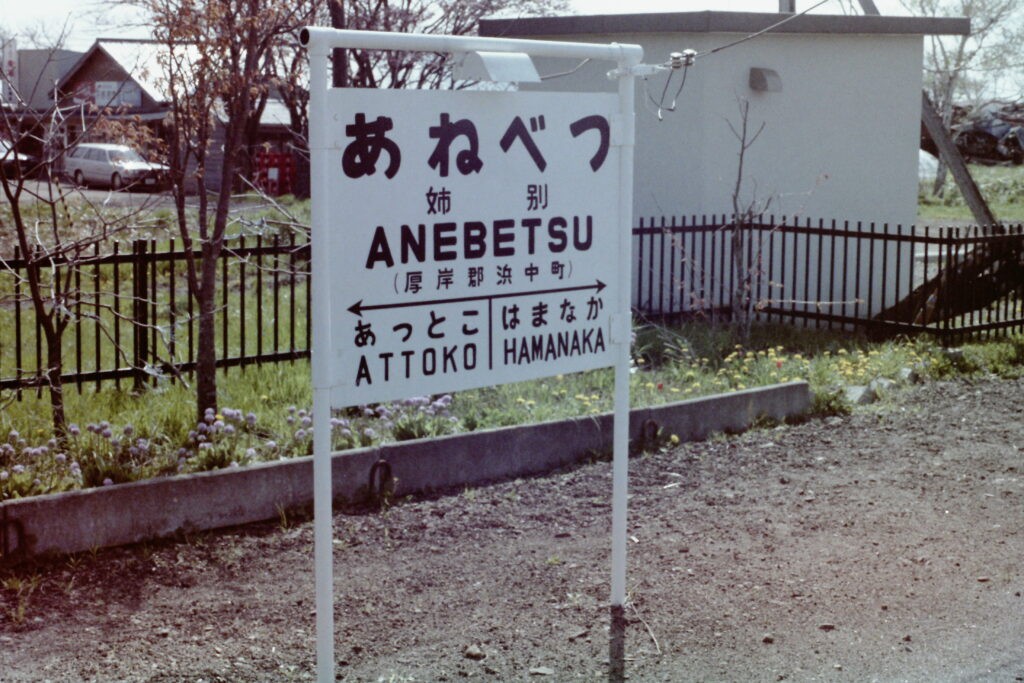 あねべつ
姉別
ANEBETSU
(厚岸郡浜中町)
あっとこ はまなか
ATTOKO HAMANAKA